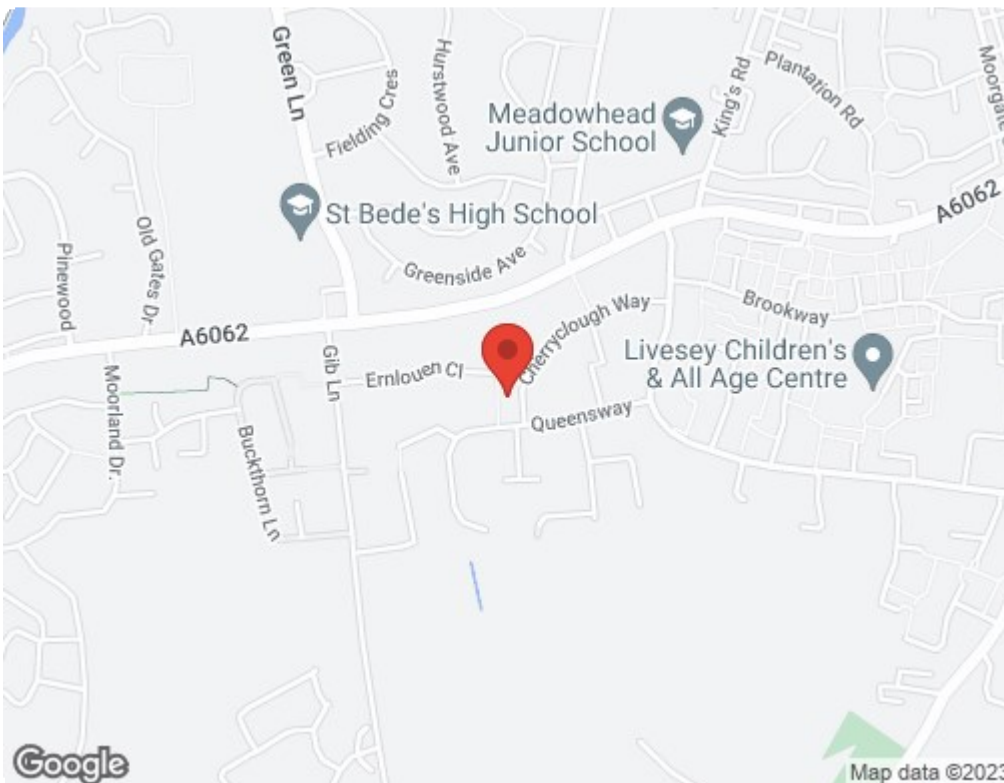 Green Ln
Fielding Cres
Hurstwood Ave
Meadowhead
Junior School
King's Rd
Plantation Rd
St Bede's High School
A6062
Old Gates Dr
Pinewood
Greenside Ave
A6062
Brookway
Cherryclough Way
Livesey Children's
& All Age Centre
Gib Ln
Ernlouen Cl
Moorland Dr.
Queensway
Buckthorn Ln
Google
Map data ©2021